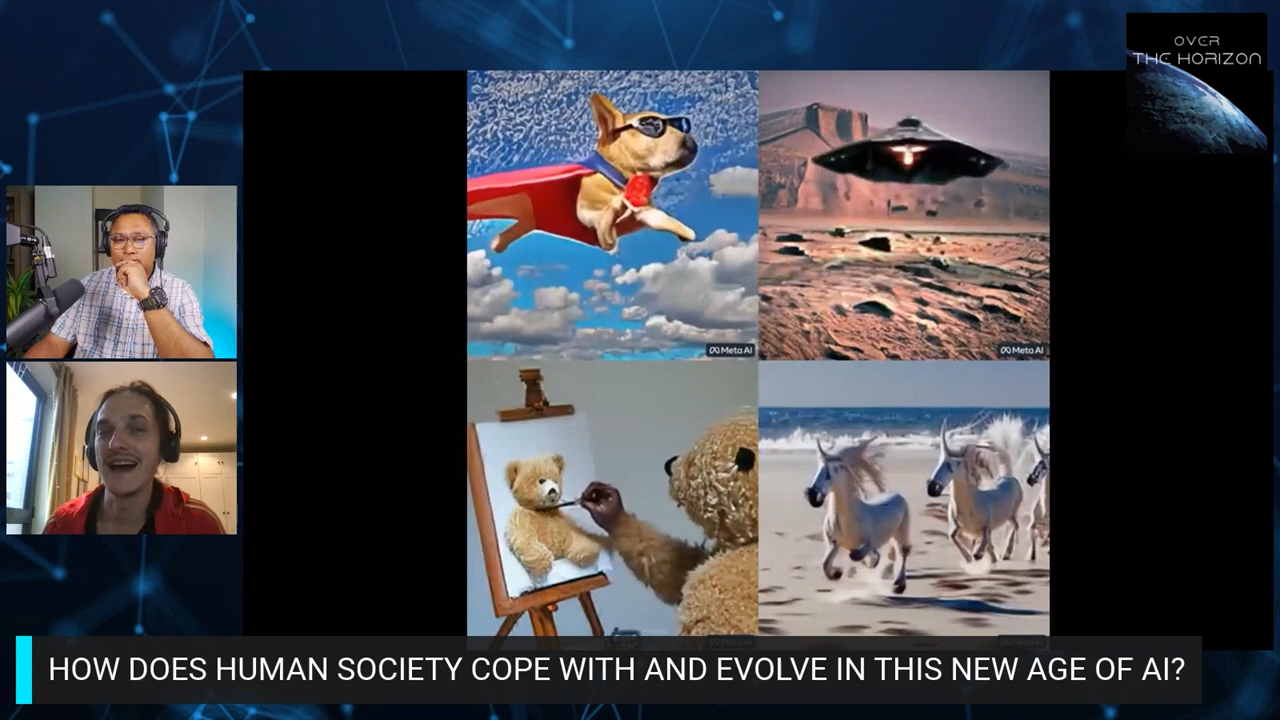 OVER
THE HORIZON
Meta AI
Meta AI
HOW DOES HUMAN SOCIETY COPE WITH AND EVOLVE IN THIS NEW AGE OF AI?